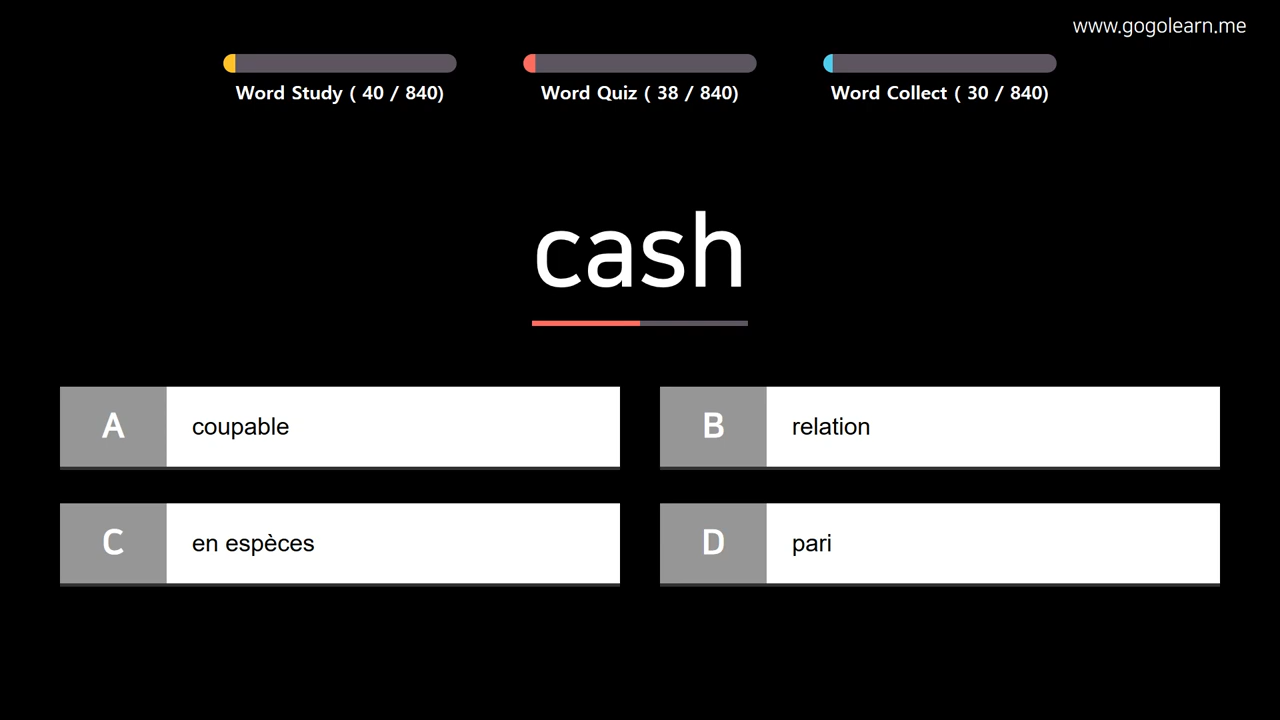 www.gogolearn.me
Word Study ( 40 / 840)
Word Quiz ( 38 / 840)
Word Collect ( 30 / 840)
cash
A coupable
B relation
C en espèces
D pari